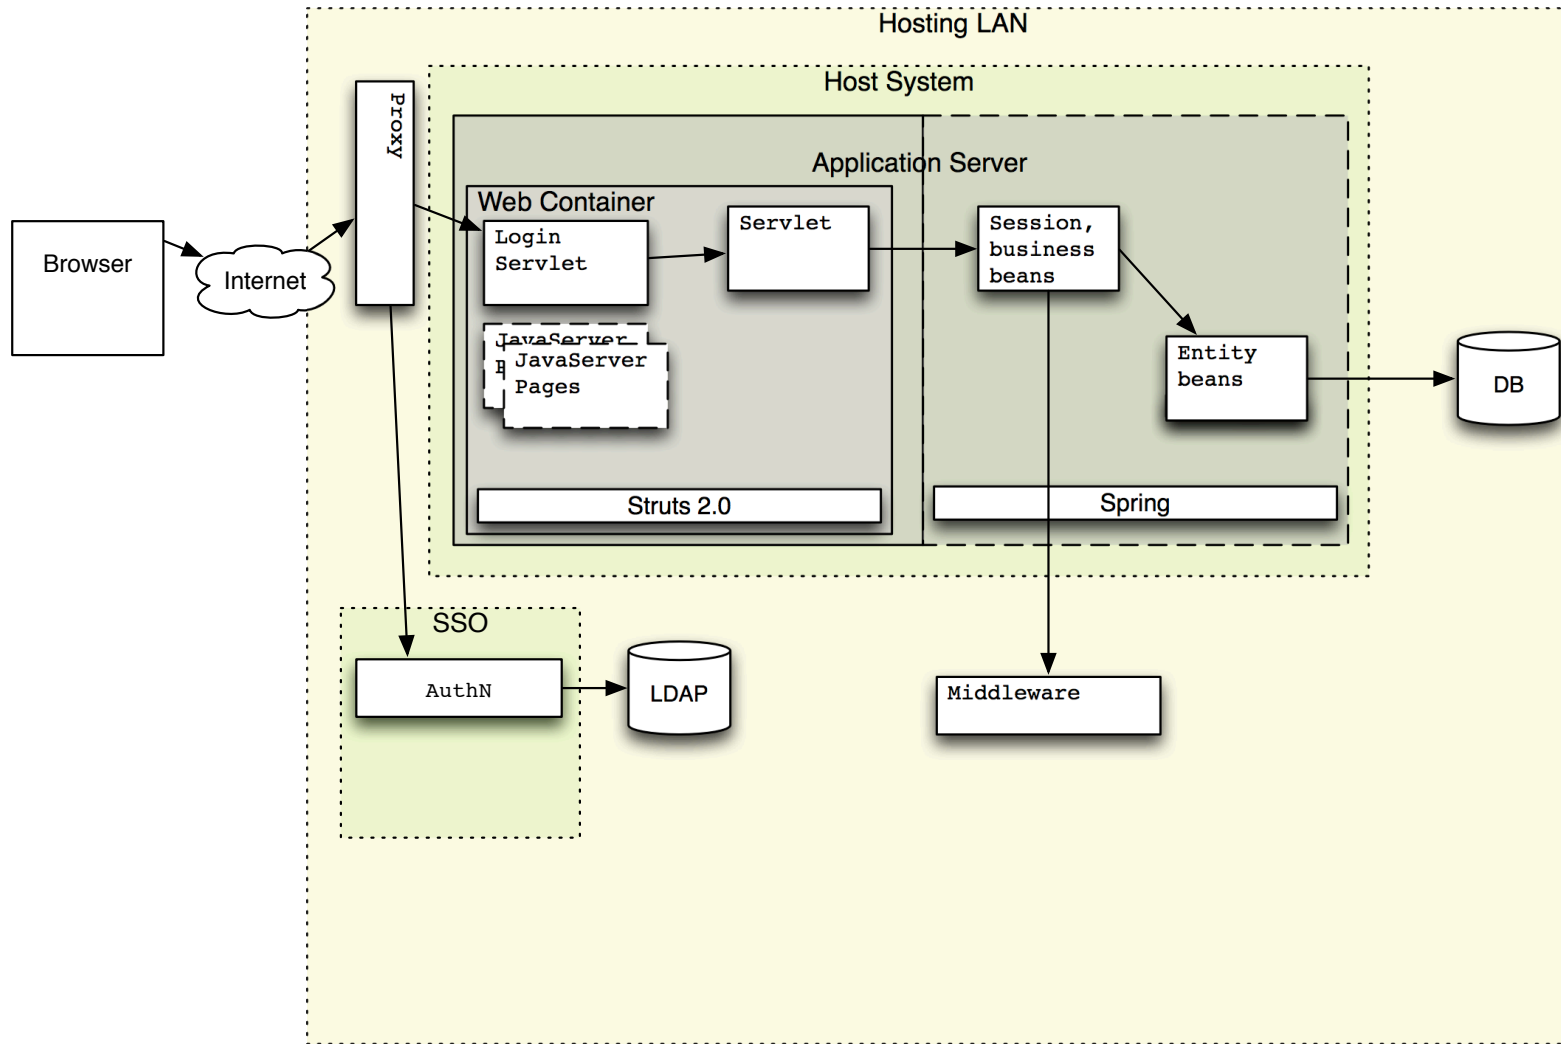 Hosting LAN
Host System
Proxy
Application Server
Web Container
Login
Servlet
Servlet
Session,
business
beans
Browser
Internet
JavaServer
JavaServer
Pages
Entity
beans
DB
Struts 2.0
Spring
SSO
AuthN
LDAP
Middleware